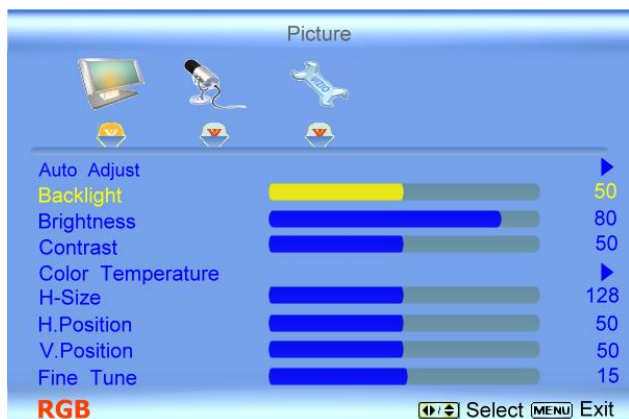 Picture
VIZIO
Auto Adjust
Backlight 50
Brightness 80
Contrast 50
Color Temperature
H-Size 128
H.Position 50
V.Position 50
Fine Tune 15
RGB Select MENU Exit